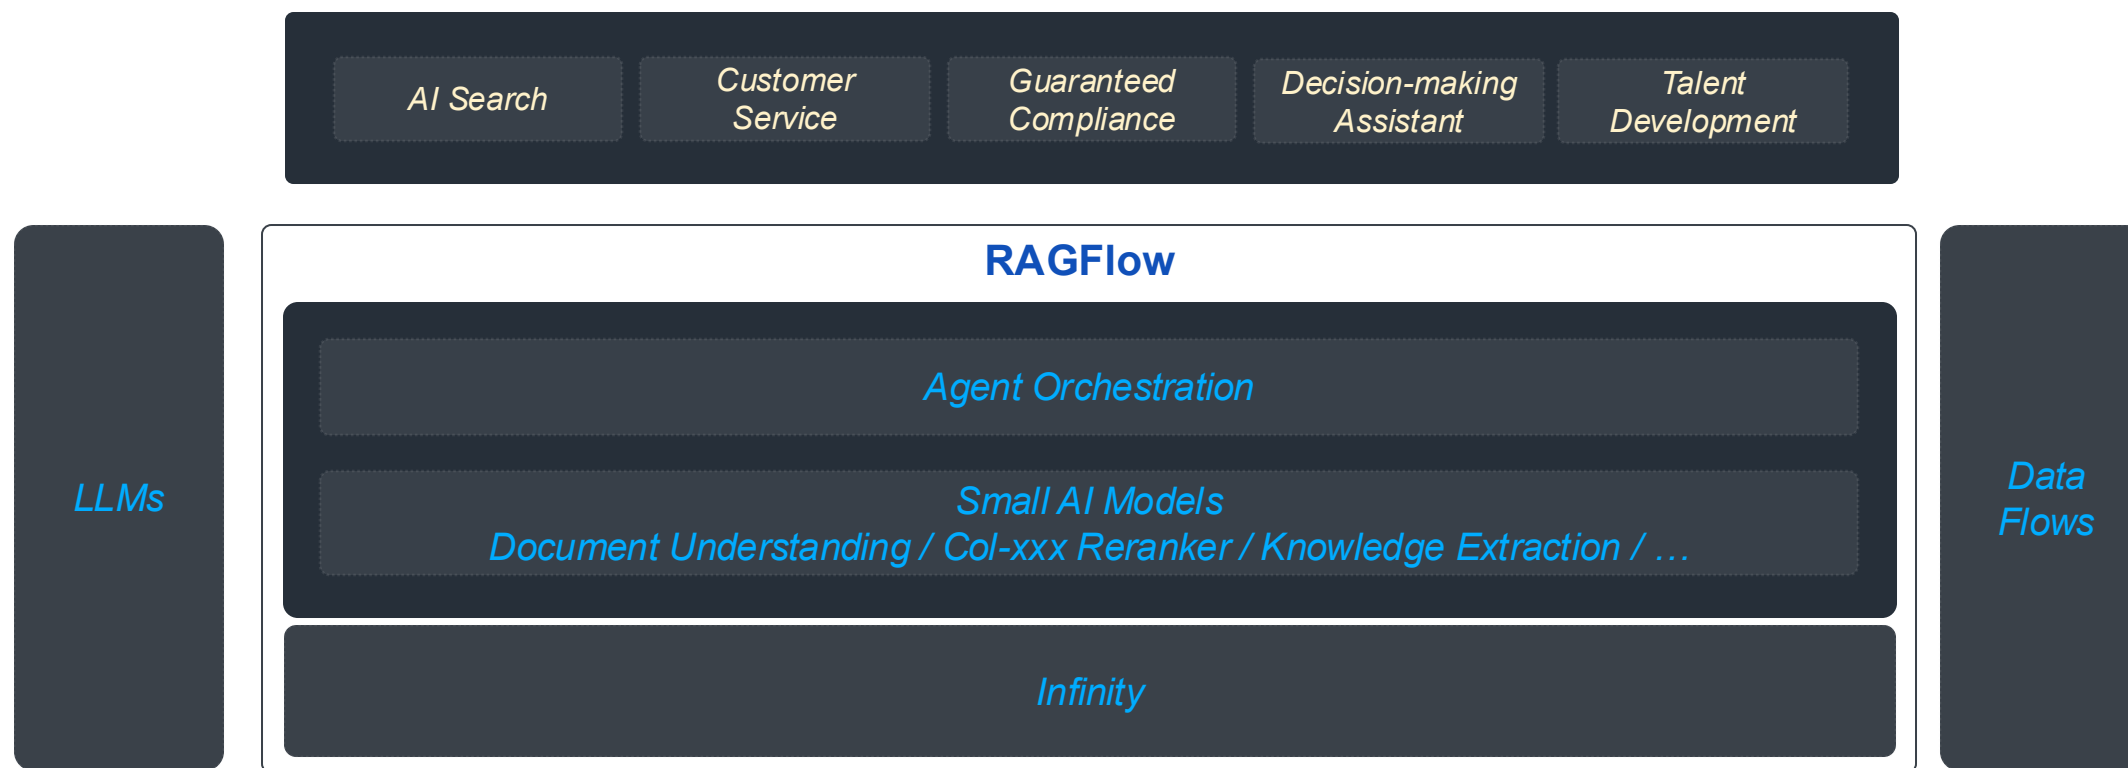 AI Search
Customer
Service
Guaranteed
Compliance
Decision-making
Assistant
Talent
Development
RAGFlow
LLMs
Agent Orchestration
Small AI Models
Document Understanding / Col-xxx Reranker / Knowledge Extraction / …
Infinity
Data
Flows